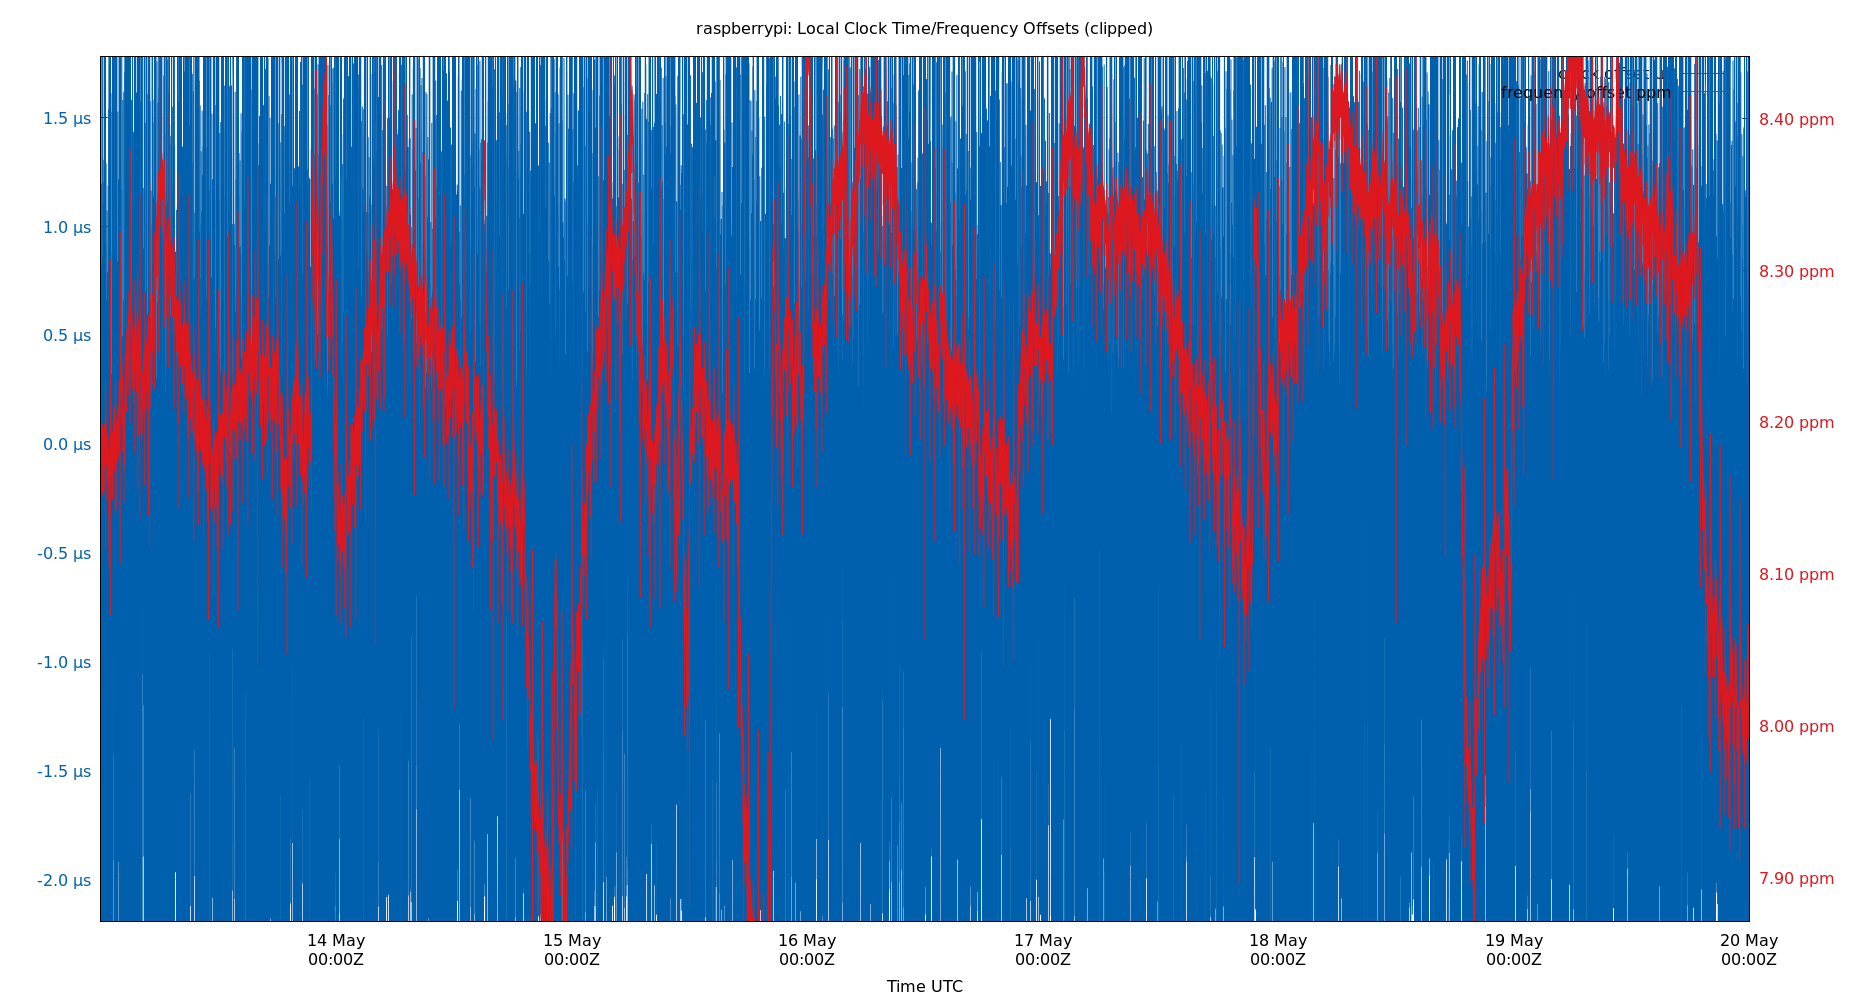 raspberrypi: Local Clock Time/Frequency Offsets (clipped)
clock offset
frequency offset ppm
1.5 µs
1.0 µs
0.5 µs
0.0 µs
-0.5 µs
-1.0 µs
-1.5 µs
-2.0 µs
8.40 ppm
8.30 ppm
8.20 ppm
8.10 ppm
8.00 ppm
7.90 ppm
14 May
00:00Z
15 May
00:00Z
16 May
00:00Z
17 May
00:00Z
18 May
00:00Z
19 May
00:00Z
20 May
00:00Z
Time UTC